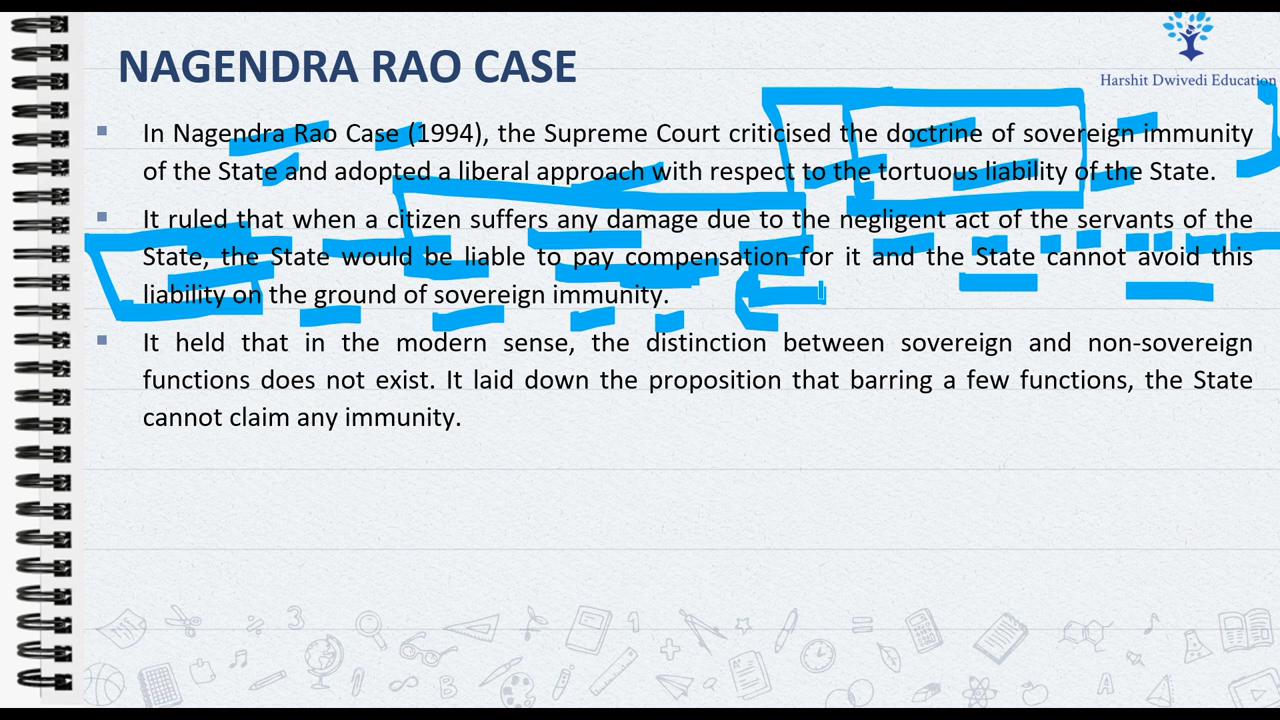 Harshit Dwivedi Education
NAGENDRA RAO CASE
In Nagendra Rao Case (1994), the Supreme Court criticised the doctrine of sovereign immunity
of the State and adopted a liberal approach with respect to the tortuous liability of the State.
It ruled that when a citizen suffers any damage due to the negligent act of the servants of the
State, the State would be liable to pay compensation for it and the State cannot avoid this
liability on the ground of sovereign immunity.
It held that in the modern sense, the distinction between sovereign and non-sovereign
functions does not exist. It laid down the proposition that barring a few functions, the State
cannot claim any immunity.